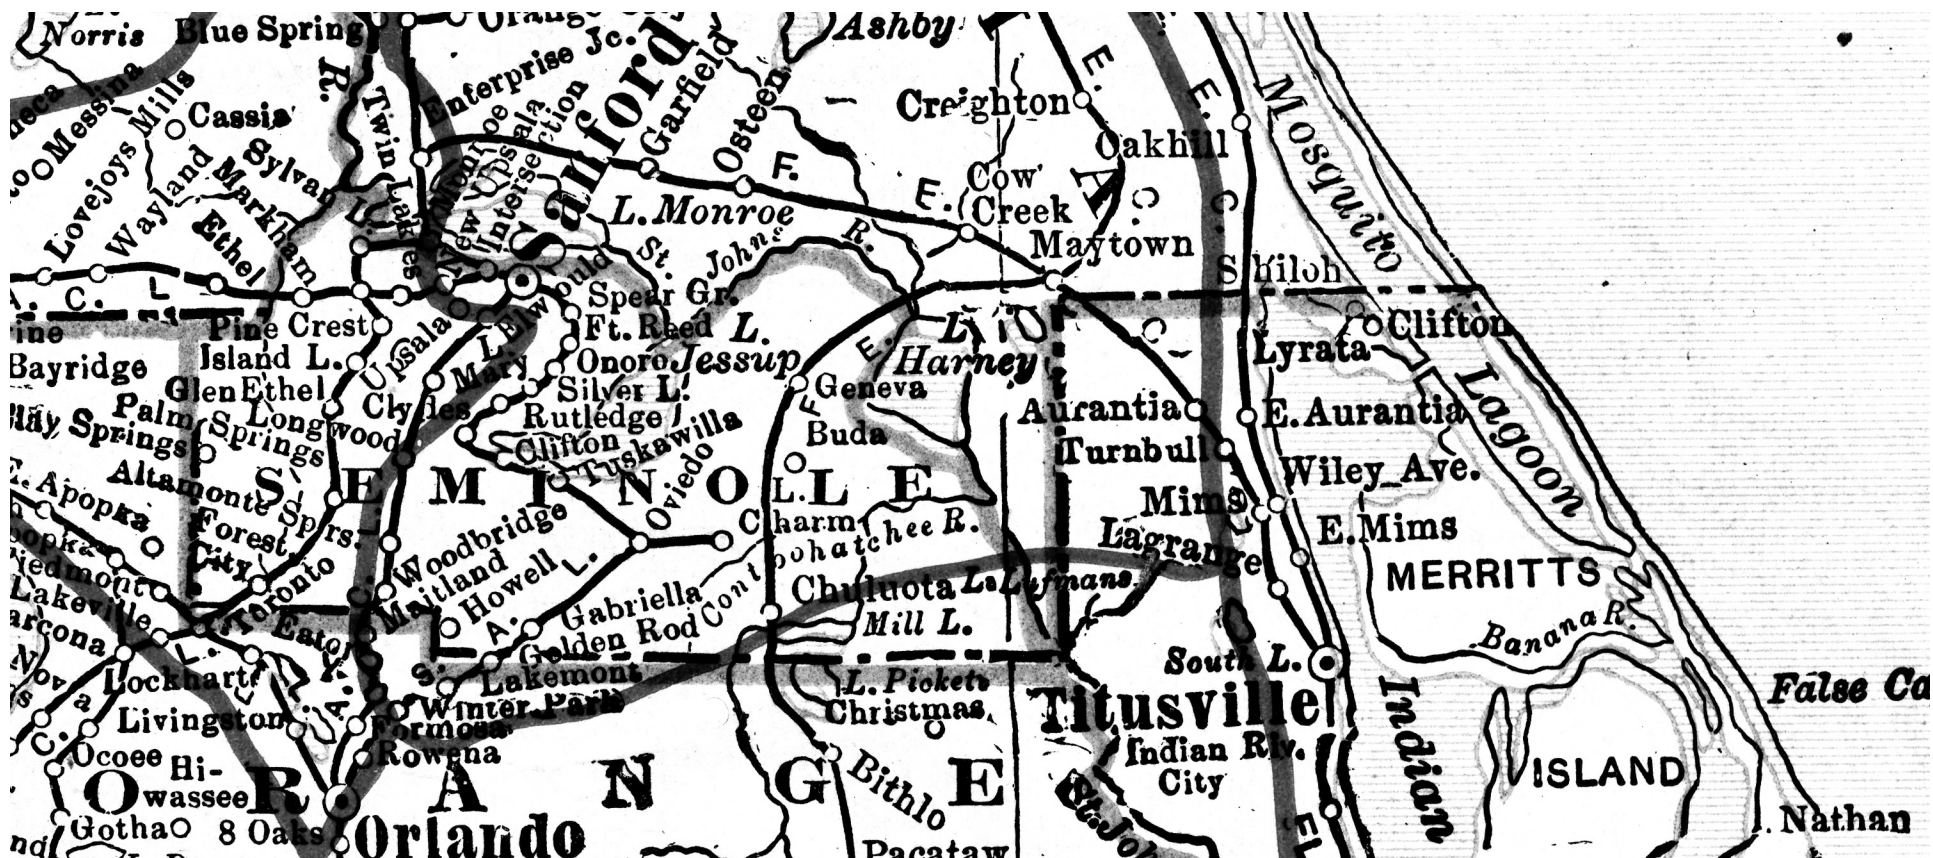 Norris
Blue Spring
Ashby
R.
Enterprise Jc.
Sanford
Garfield
Osteen
E.
E.
Mosquito
Messina
Lovejoys Mills
Cassia
Creighton
Oakhill
Wayland
Sylvan L.
Twin Lakes
Markham
Monroe
New Upsala
Intersection
F.
E.
Cow
Creek
A
C.
C.
Ethel
L. Monroe
St.
Johns
R.
Maytown
Shiloh
C.
L
Elwould
Spear Gr.
Pine Crest
Upsala
Ft. Reed
L.
Jessup
L.
Harney
C
Clifton
Lyrata
Bayridge
Island L.
L.
Mary
Onoro
E.
Glen Ethel
Silver L.
F
Geneva
Aurantia
E. Aurantia
Lagoon
Palm Springs
Longwood
Clydes
Rutledge
Clifton
Tuskawilla
Buda
Turnbull
Wiley Ave.
Altamonte Sprs.
SEMINOLE
Oviedo
L.
Charm
Mims
E. Mims
E. Apopka
Forest
City
Woodbridge
Econlockhatchee R.
Lagrange
Piedmont
Toronto
Maitland
Howell
L.
Chuluota
MERRITTS
Lakeville
Gabriella
A.
Mill L.
Banana R.
L.
Golden Rod
Nova
Lockhart
S.
Lakemont
South L.
L. Pickett
Winter Park
Christmas
Titusville
Indian
Livingston
A.
Formosa
Rowena
Indian Riv.
City
C.
Ocoee
Hi-
wassee
ORANGE
Bithlo
St. Joh
ISLAND
False Ca
Gotha
8 Oaks
Orlando
Pacataw
Nathan